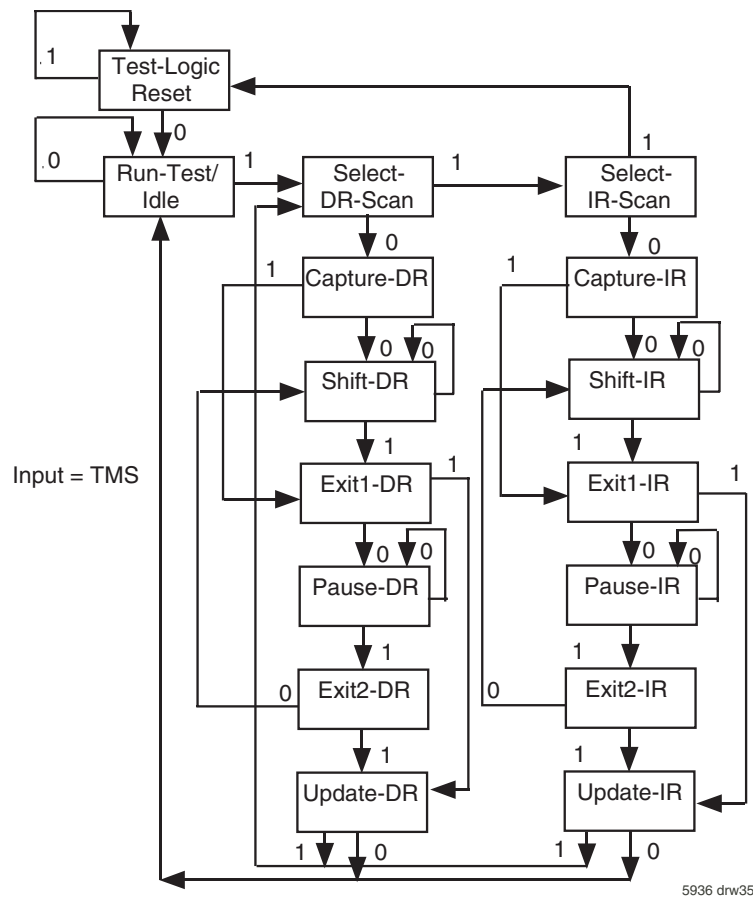 .1
Test-Logic
Reset
0
1
.0
Run-Test/
Idle
1
Select-
DR-Scan
1
Select-
IR-Scan
0
0
1
Capture-DR
1
Capture-IR
0
0
0
0
Shift-DR
Shift-IR
1
1
Input = TMS
Exit1-DR
1
Exit1-IR
1
0
0
0
0
Pause-DR
Pause-IR
1
1
0
Exit2-DR
0
Exit2-IR
1
1
Update-DR
Update-IR
1
0
1
0
5936 drw35